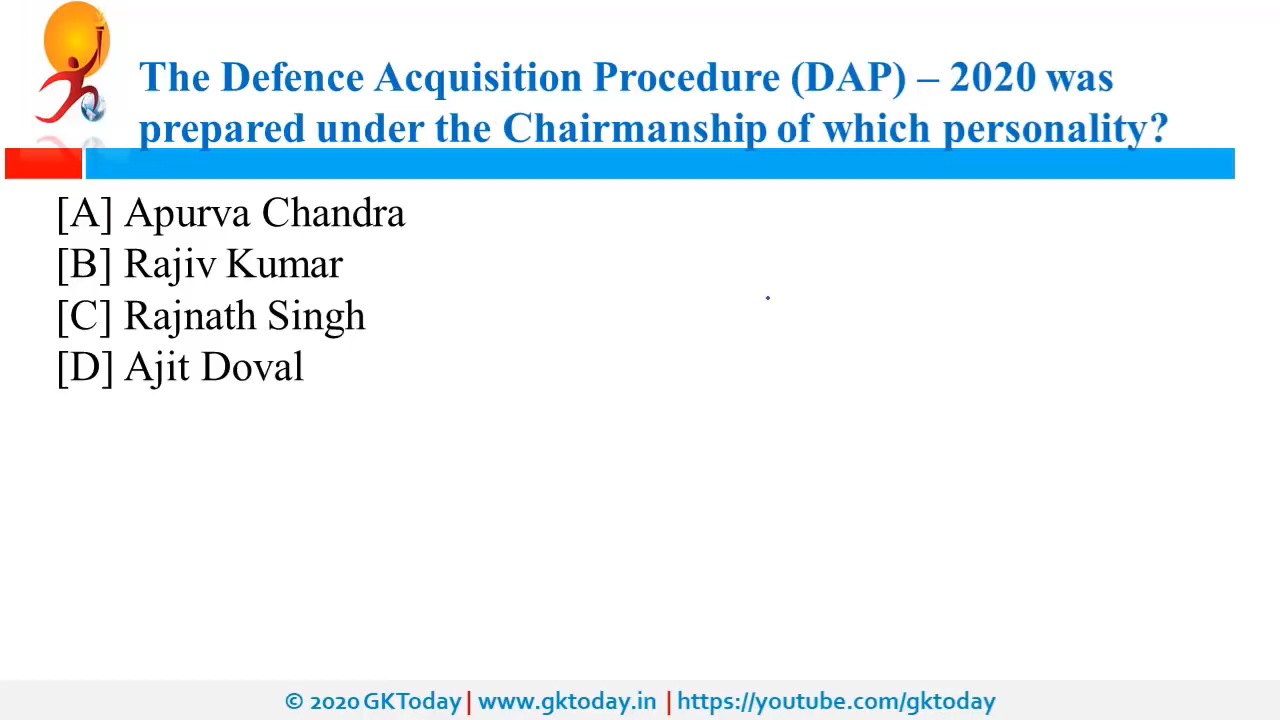 The Defence Acquisition Procedure (DAP) – 2020 was
prepared under the Chairmanship of which personality?
[A] Apurva Chandra
[B] Rajiv Kumar
[C] Rajnath Singh
[D] Ajit Doval
© 2020 GKToday | www.gktoday.in | https://youtube.com/gktoday